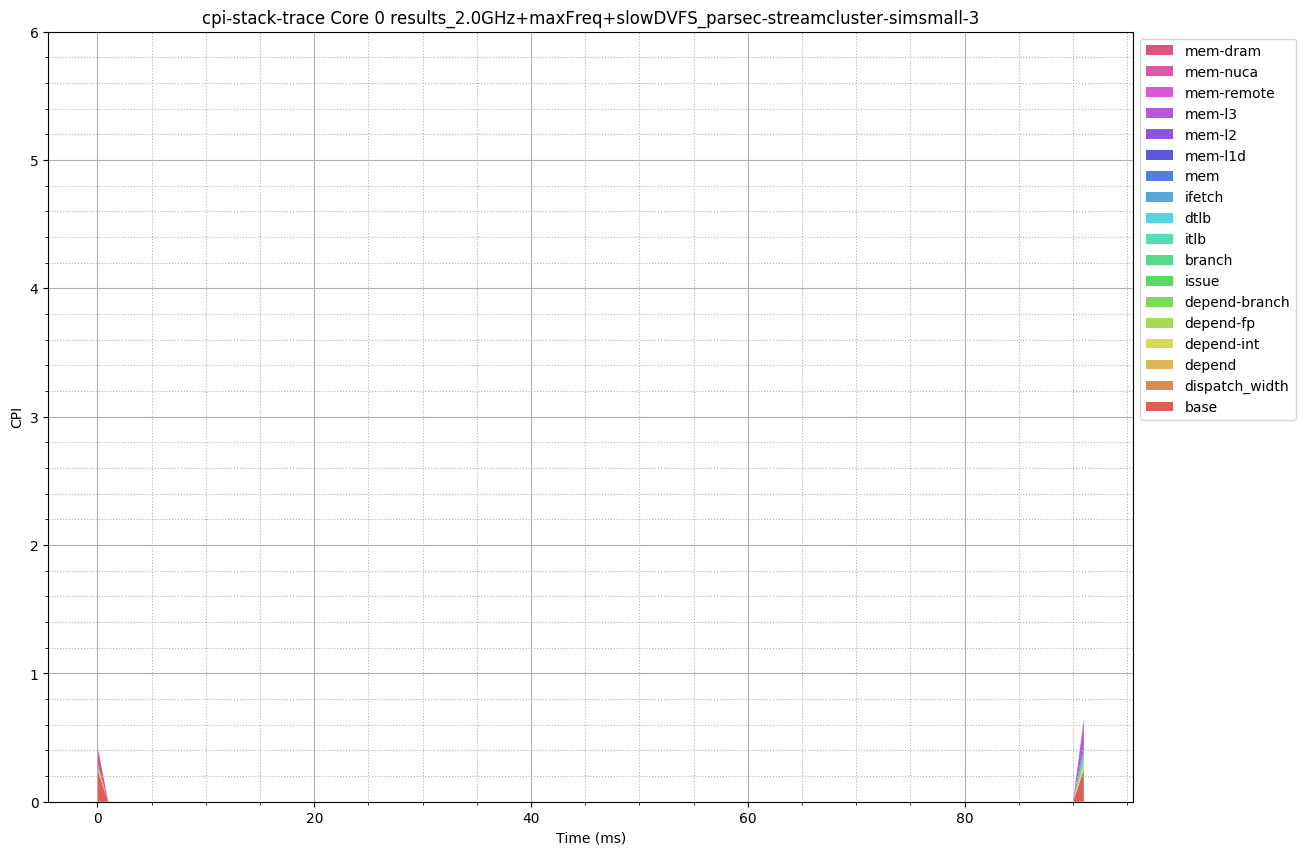 cpi-stack-trace Core 0 results_2.0GHz+maxFreq+slowDVFS_parsec-streamcluster-simsmall-3
6
5
4
3
2
1
0
CPI
0 20 40 60 80
Time (ms)
mem-dram
mem-nuca
mem-remote
mem-l3
mem-l2
mem-l1d
mem
ifetch
dtlb
itlb
branch
issue
depend-branch
depend-fp
depend-int
depend
dispatch_width
base